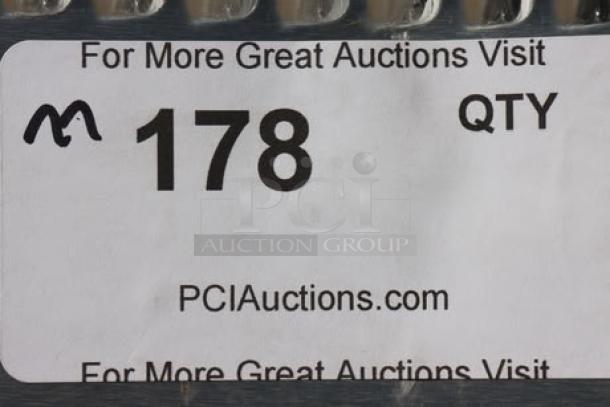 For More Great Auctions Visit
m 178 QTY
PCI
AUCTION GROUP
PCIAuctions.com
For More Great Auctions Visit